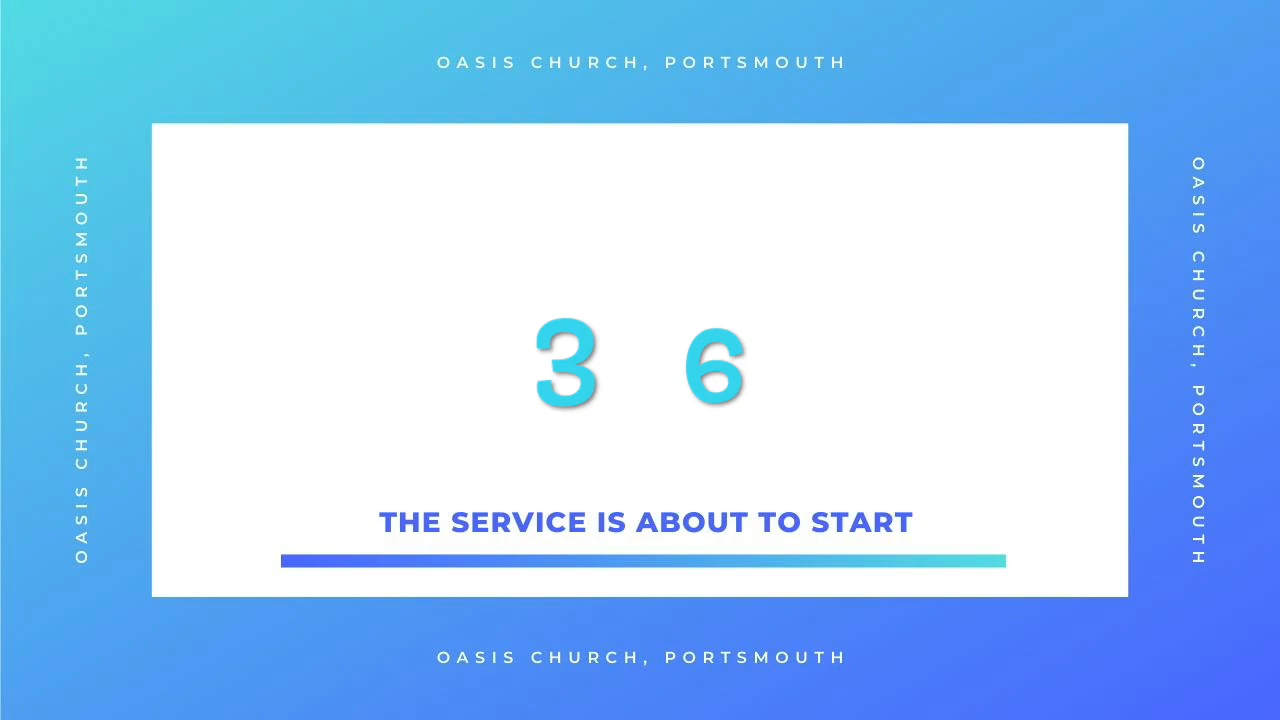 OASIS CHURCH, PORTSMOUTH
OASIS CHURCH, PORTSMOUTH
OASIS CHURCH, PORTSMOUTH
3 6
THE SERVICE IS ABOUT TO START
OASIS CHURCH, PORTSMOUTH